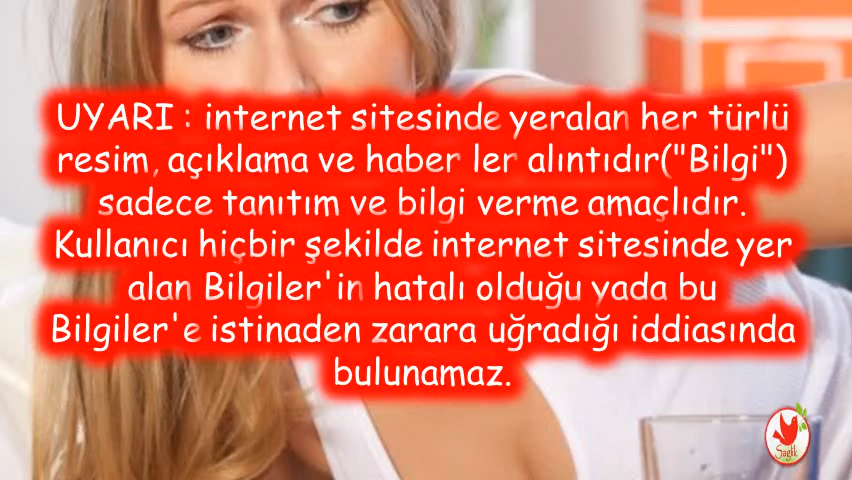 UYARI : internet sitesinde yeralan her türlü
resim, açıklama ve haber ler alıntıdır("Bilgi")
sadece tanıtım ve bilgi verme amaçlıdır.
Kullanıcı hiçbir şekilde internet sitesinde yer
alan Bilgiler'in hatalı olduğu yada bu
Bilgiler'e istinaden zarara uğradığı iddiasında
bulunamaz.
Sağlık